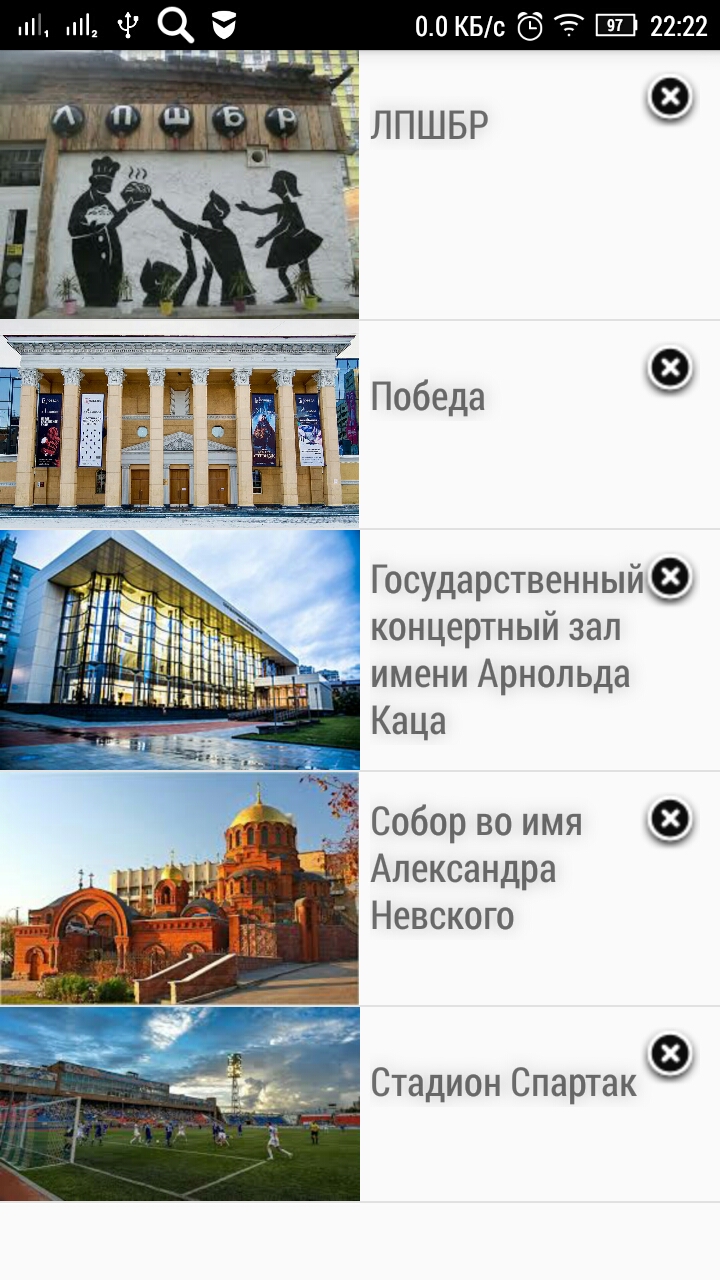 0.0 КБ/с 97 22:22
Л П Ш Б Р
ЛПШБР
Победа
Государственный
концертный зал
имени Арнольда
Каца
Собор во имя
Александра
Невского
Стадион Спартак